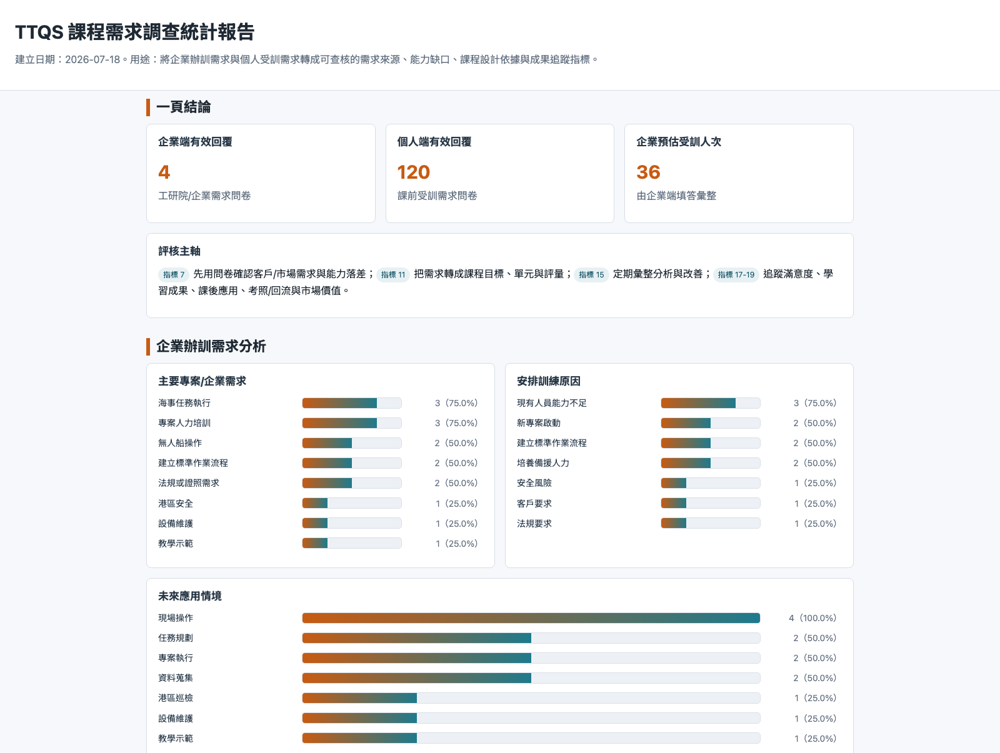 TTQS 課程需求調查統計報告
建立日期：2026-07-18。用途：將企業辦訓需求與個人受訓需求轉成可查核的需求來源、能力缺口、課程設計依據與成果追蹤指標。
一頁結論
企業端有效回覆
4
工研院/企業需求問卷
個人端有效回覆
120
課前受訓需求問卷
企業預估受訓人次
36
由企業端填答彙整
評核主軸
指標 7 先用問卷確認客戶/市場需求與能力落差；指標 11 把需求轉成課程目標、單元與評量；指標 15 定期彙整分析與改善；指標 17-19 追蹤滿意度、學
習成果、課後應用、考照/回流與市場價值。
企業辦訓需求分析
主要專案/企業需求
海事任務執行 3（75.0%）
專案人力培訓 3（75.0%）
無人船操作 2（50.0%）
建立標準作業流程 2（50.0%）
法規或證照需求 2（50.0%）
港區安全 1（25.0%）
設備維護 1（25.0%）
教學示範 1（25.0%）
安排訓練原因
現有人員能力不足 3（75.0%）
新專案啟動 2（50.0%）
建立標準作業流程 2（50.0%）
培養備援人力 2（50.0%）
安全風險 1（25.0%）
客戶要求 1（25.0%）
法規要求 1（25.0%）
未來應用情境
現場操作 4（100.0%）
任務規劃 2（50.0%）
專案執行 2（50.0%）
資料蒐集 2（50.0%）
港區巡檢 1（25.0%）
設備維護 1（25.0%）
教學示範 1（25.0%）